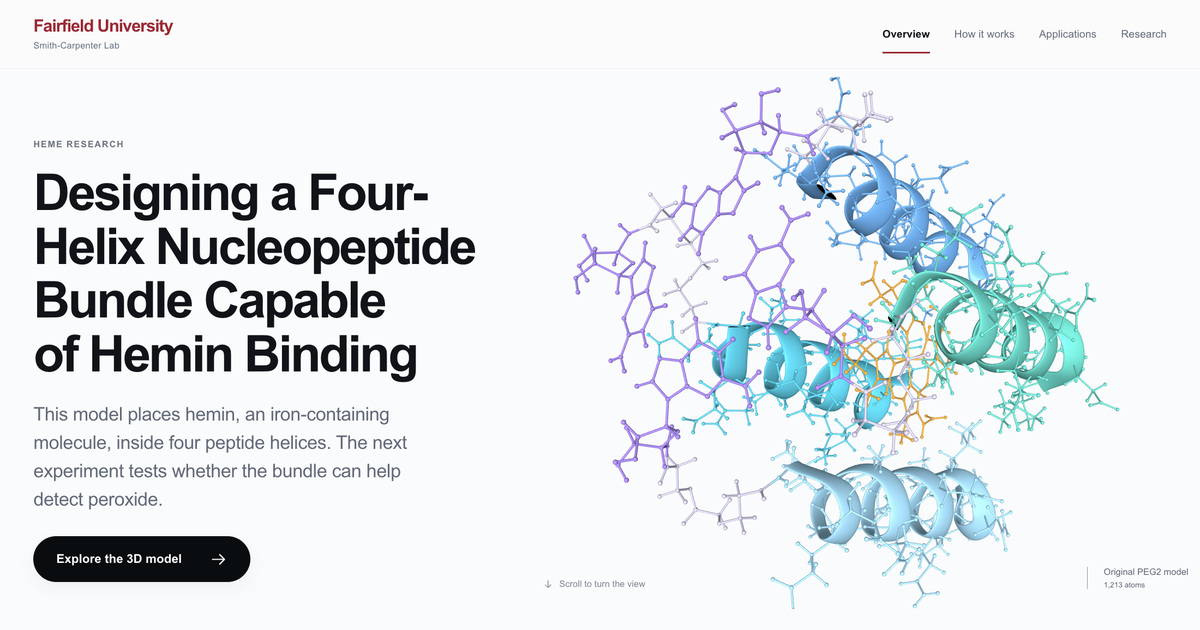 Fairfield University
Smith-Carpenter Lab
Overview
How it works
Applications
Research
HEME RESEARCH
Designing a Four-
Helix Nucleopeptide
Bundle Capable
of Hemin Binding
This model places hemin, an iron-containing
molecule, inside four peptide helices. The next
experiment tests whether the bundle can help
detect peroxide.
Explore the 3D model →
↓ Scroll to turn the view
Original PEG2 model
1,213 atoms